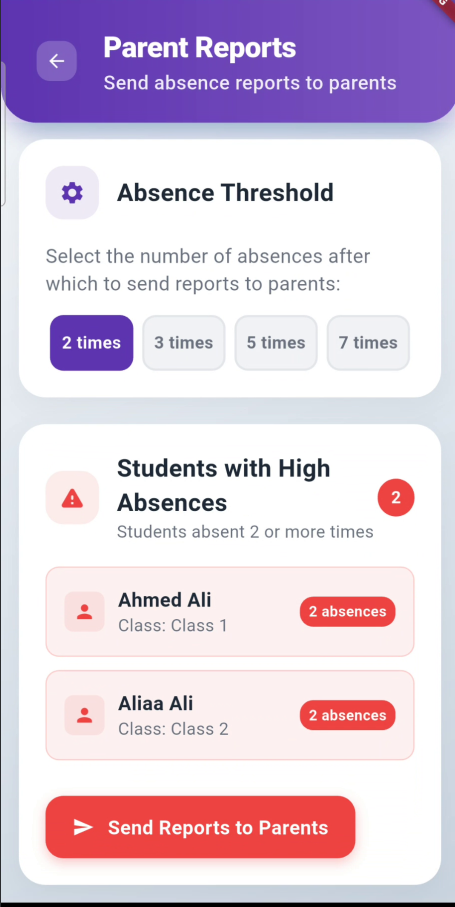 Parent Reports
Send absence reports to parents
Absence Threshold
Select the number of absences after
which to send reports to parents:
2 times
3 times
5 times
7 times
Students with High
Absences
2
Students absent 2 or more times
Ahmed Ali
Class: Class 1
2 absences
Aliaa Ali
Class: Class 2
2 absences
Send Reports to Parents